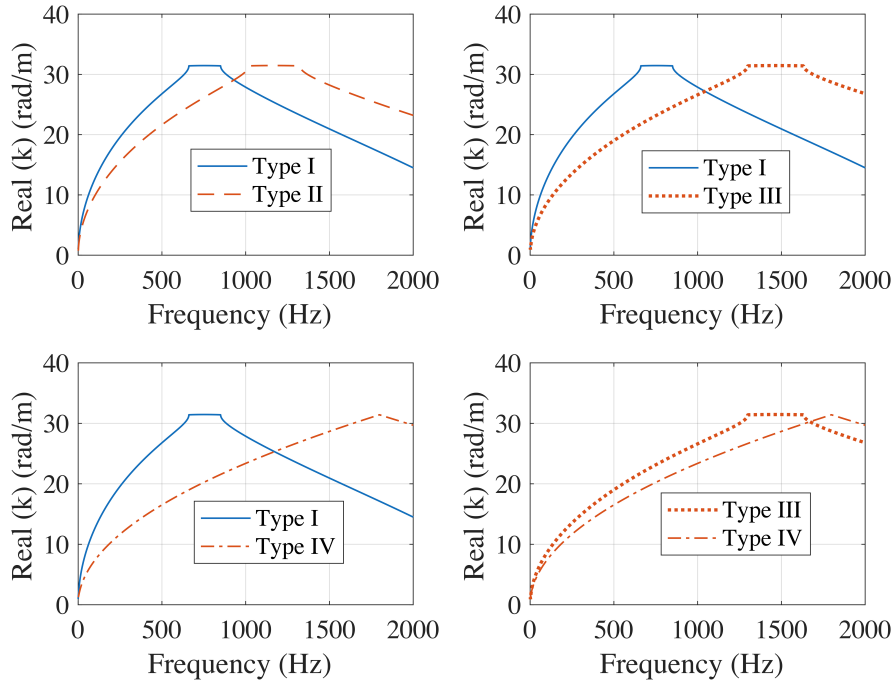 40
30
20
10
0
Real (k) (rad/m)
Type I
Type II
0 500 1000 1500 2000
Frequency (Hz)
40
30
20
10
0
Real (k) (rad/m)
Type I
Type III
0 500 1000 1500 2000
Frequency (Hz)
40
30
20
10
0
Real (k) (rad/m)
Type I
Type IV
0 500 1000 1500 2000
Frequency (Hz)
40
30
20
10
0
Real (k) (rad/m)
Type III
Type IV
0 500 1000 1500 2000
Frequency (Hz)